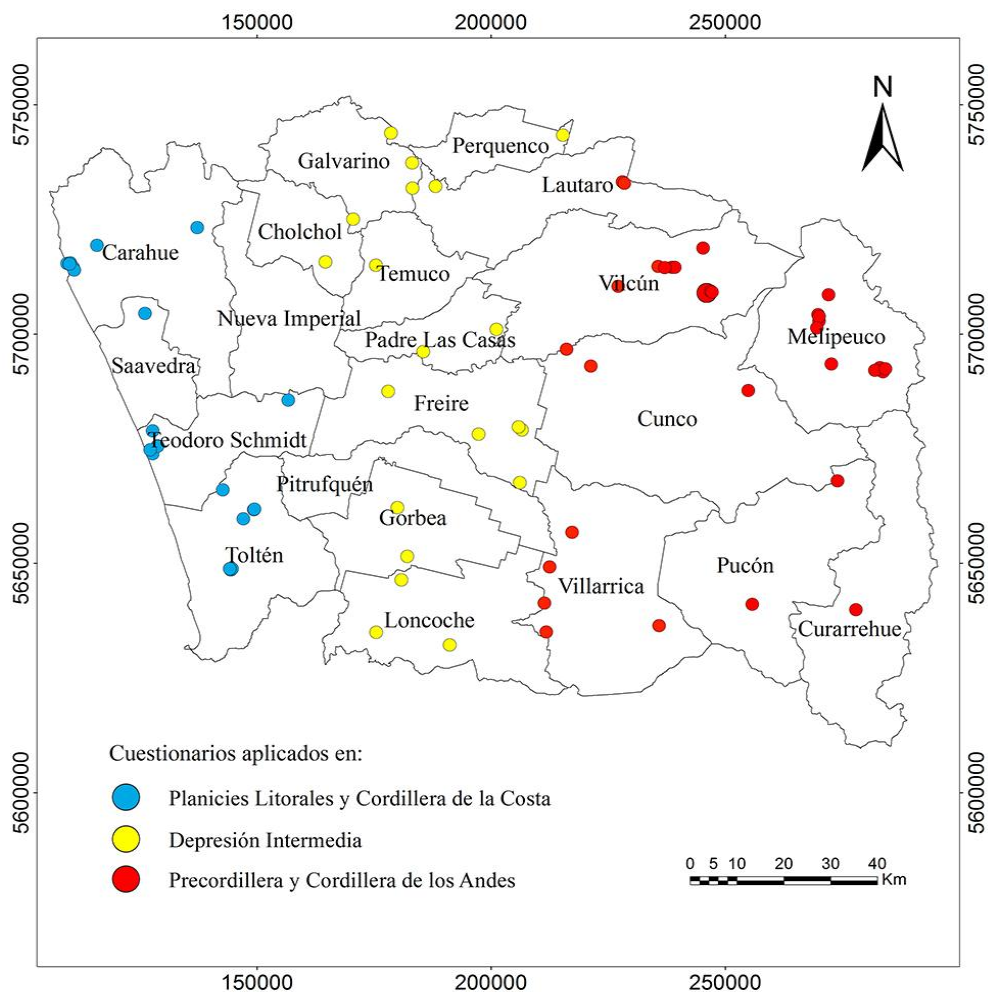 150000
200000
250000
5750000
5750000
N
Perquenco
Galvarino
Lautaro
Cholchol
Carahue
Temuco
Vilcún
Nueva Imperial
5700000
5700000
Melipeuco
Padre Las Casas
Saavedra
Freire
Cunco
Teodoro Schmidt
Pitrufquén
Gorbea
5650000
5650000
Toltén
Pucón
Villarrica
Loncoche
Curarrehue
Cuestionarios aplicados en:
5600000
5600000
Planicies Litorales y Cordillera de la Costa
Depresión Intermedia
Precordillera y Cordillera de los Andes
0 5 10 20 30 40
Km
150000
200000
250000